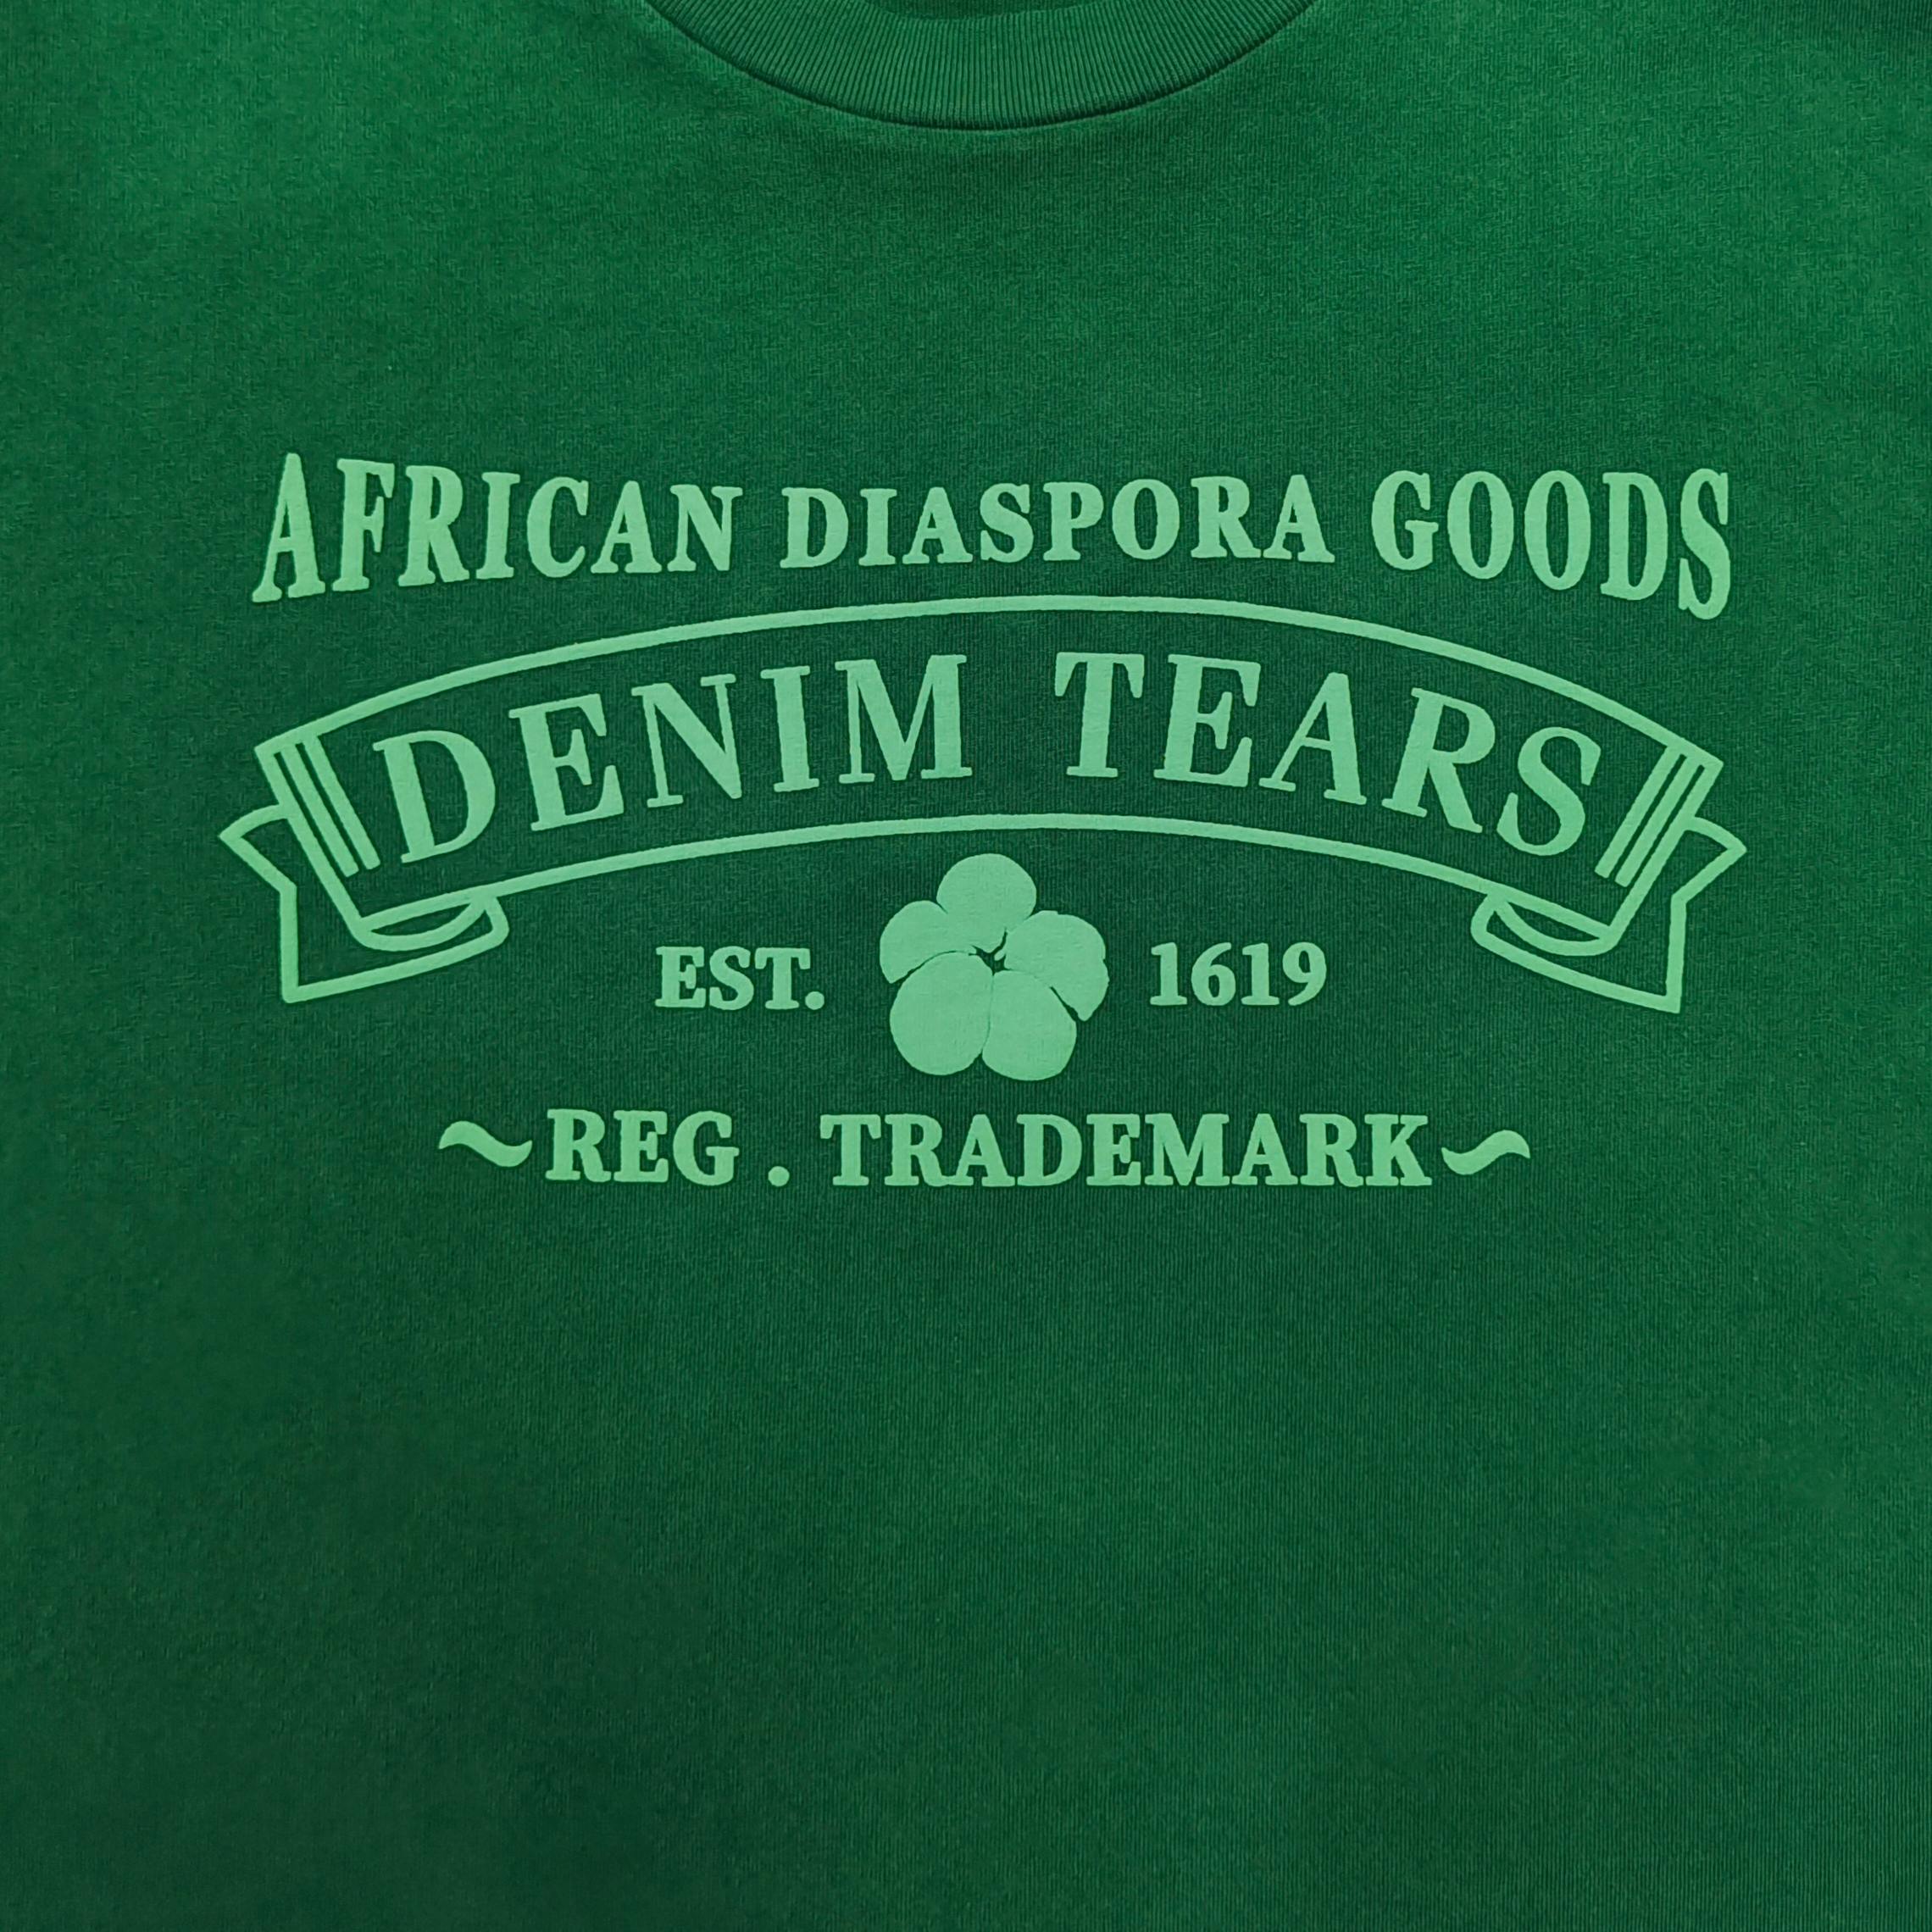 AFRICAN DIASPORA GOODS
DENIM TEARS
EST. 1619
~REG . TRADEMARK~